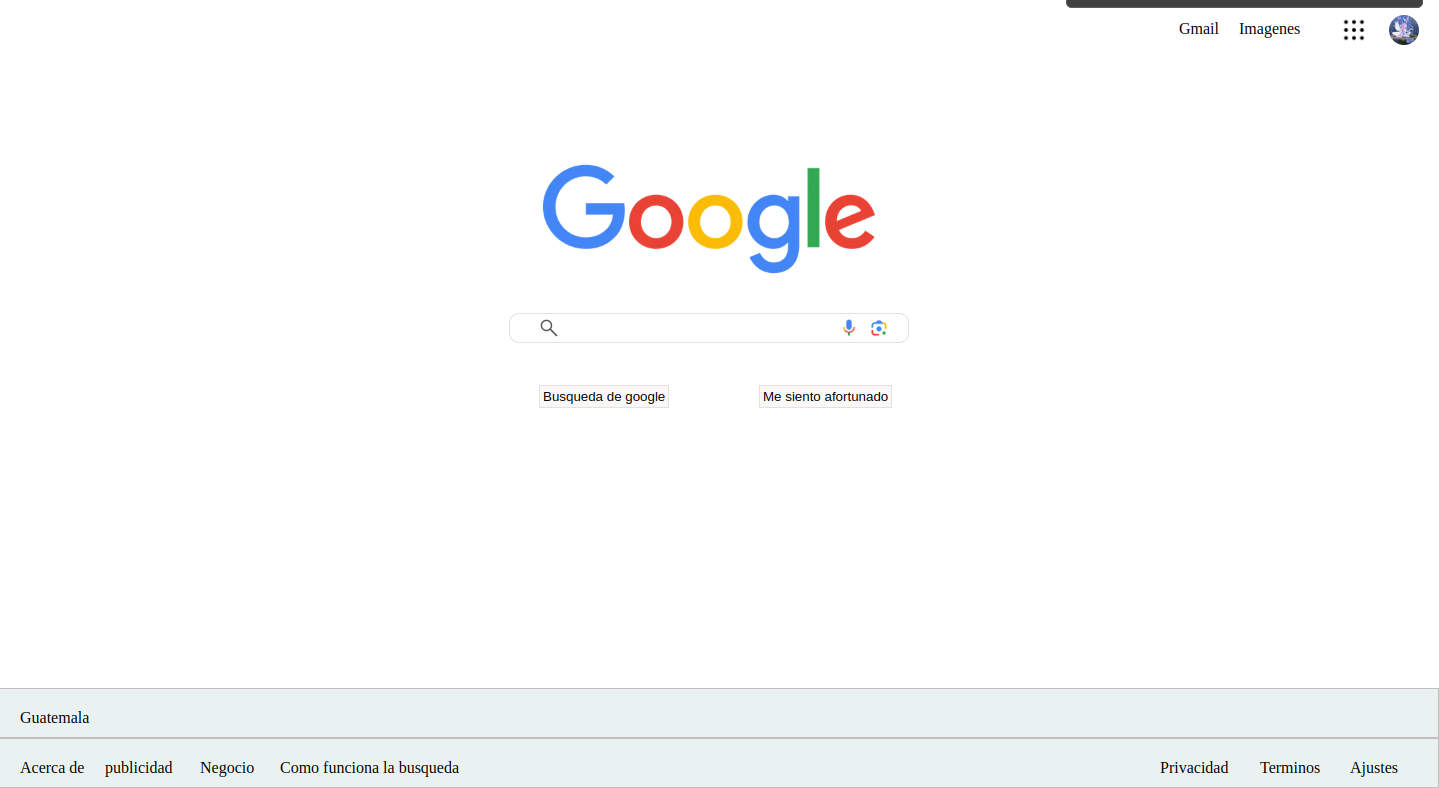 Gmail Imagenes
Google
Busqueda de google Me siento afortunado
Guatemala
Acerca de publicidad Negocio Como funciona la busqueda Privacidad Terminos Ajustes